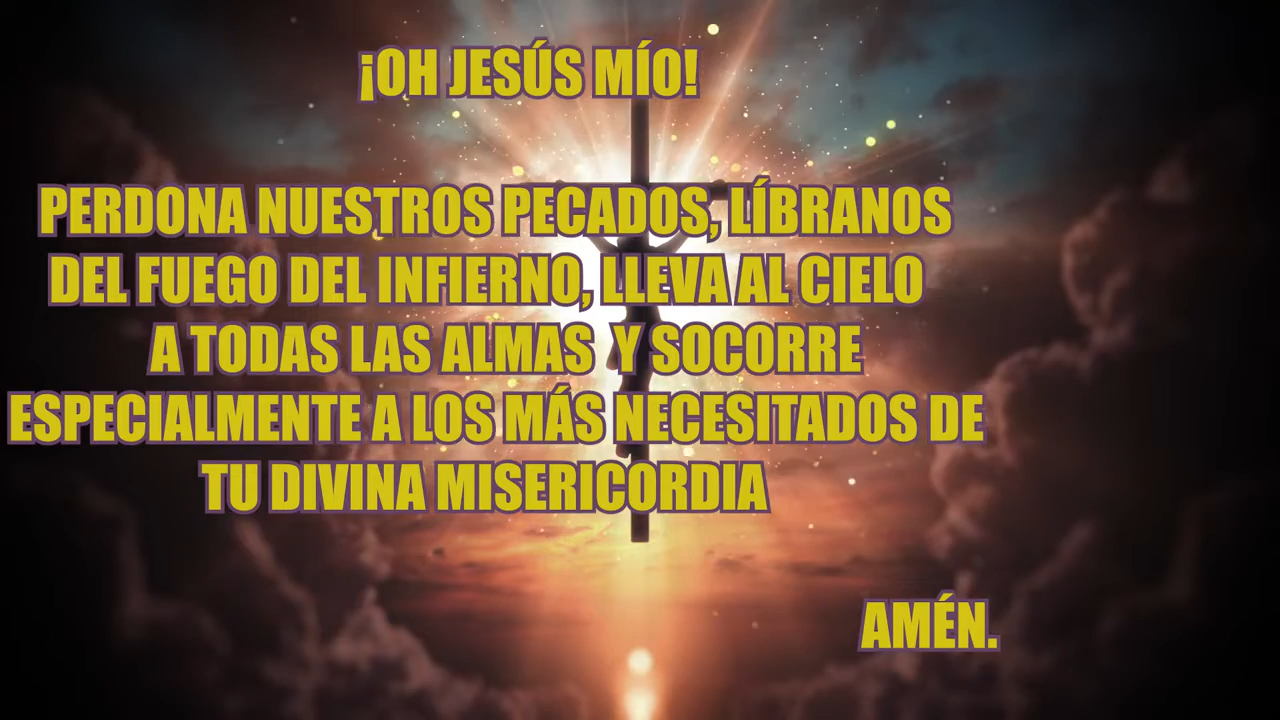 ¡OH JESÚS MÍO!
PERDONA NUESTROS PECADOS, LÍBRANOS
DEL FUEGO DEL INFIERNO, LLEVA AL CIELO
A TODAS LAS ALMAS Y SOCORRE
ESPECIALMENTE A LOS MÁS NECESITADOS DE
TU DIVINA MISERICORDIA
AMÉN.